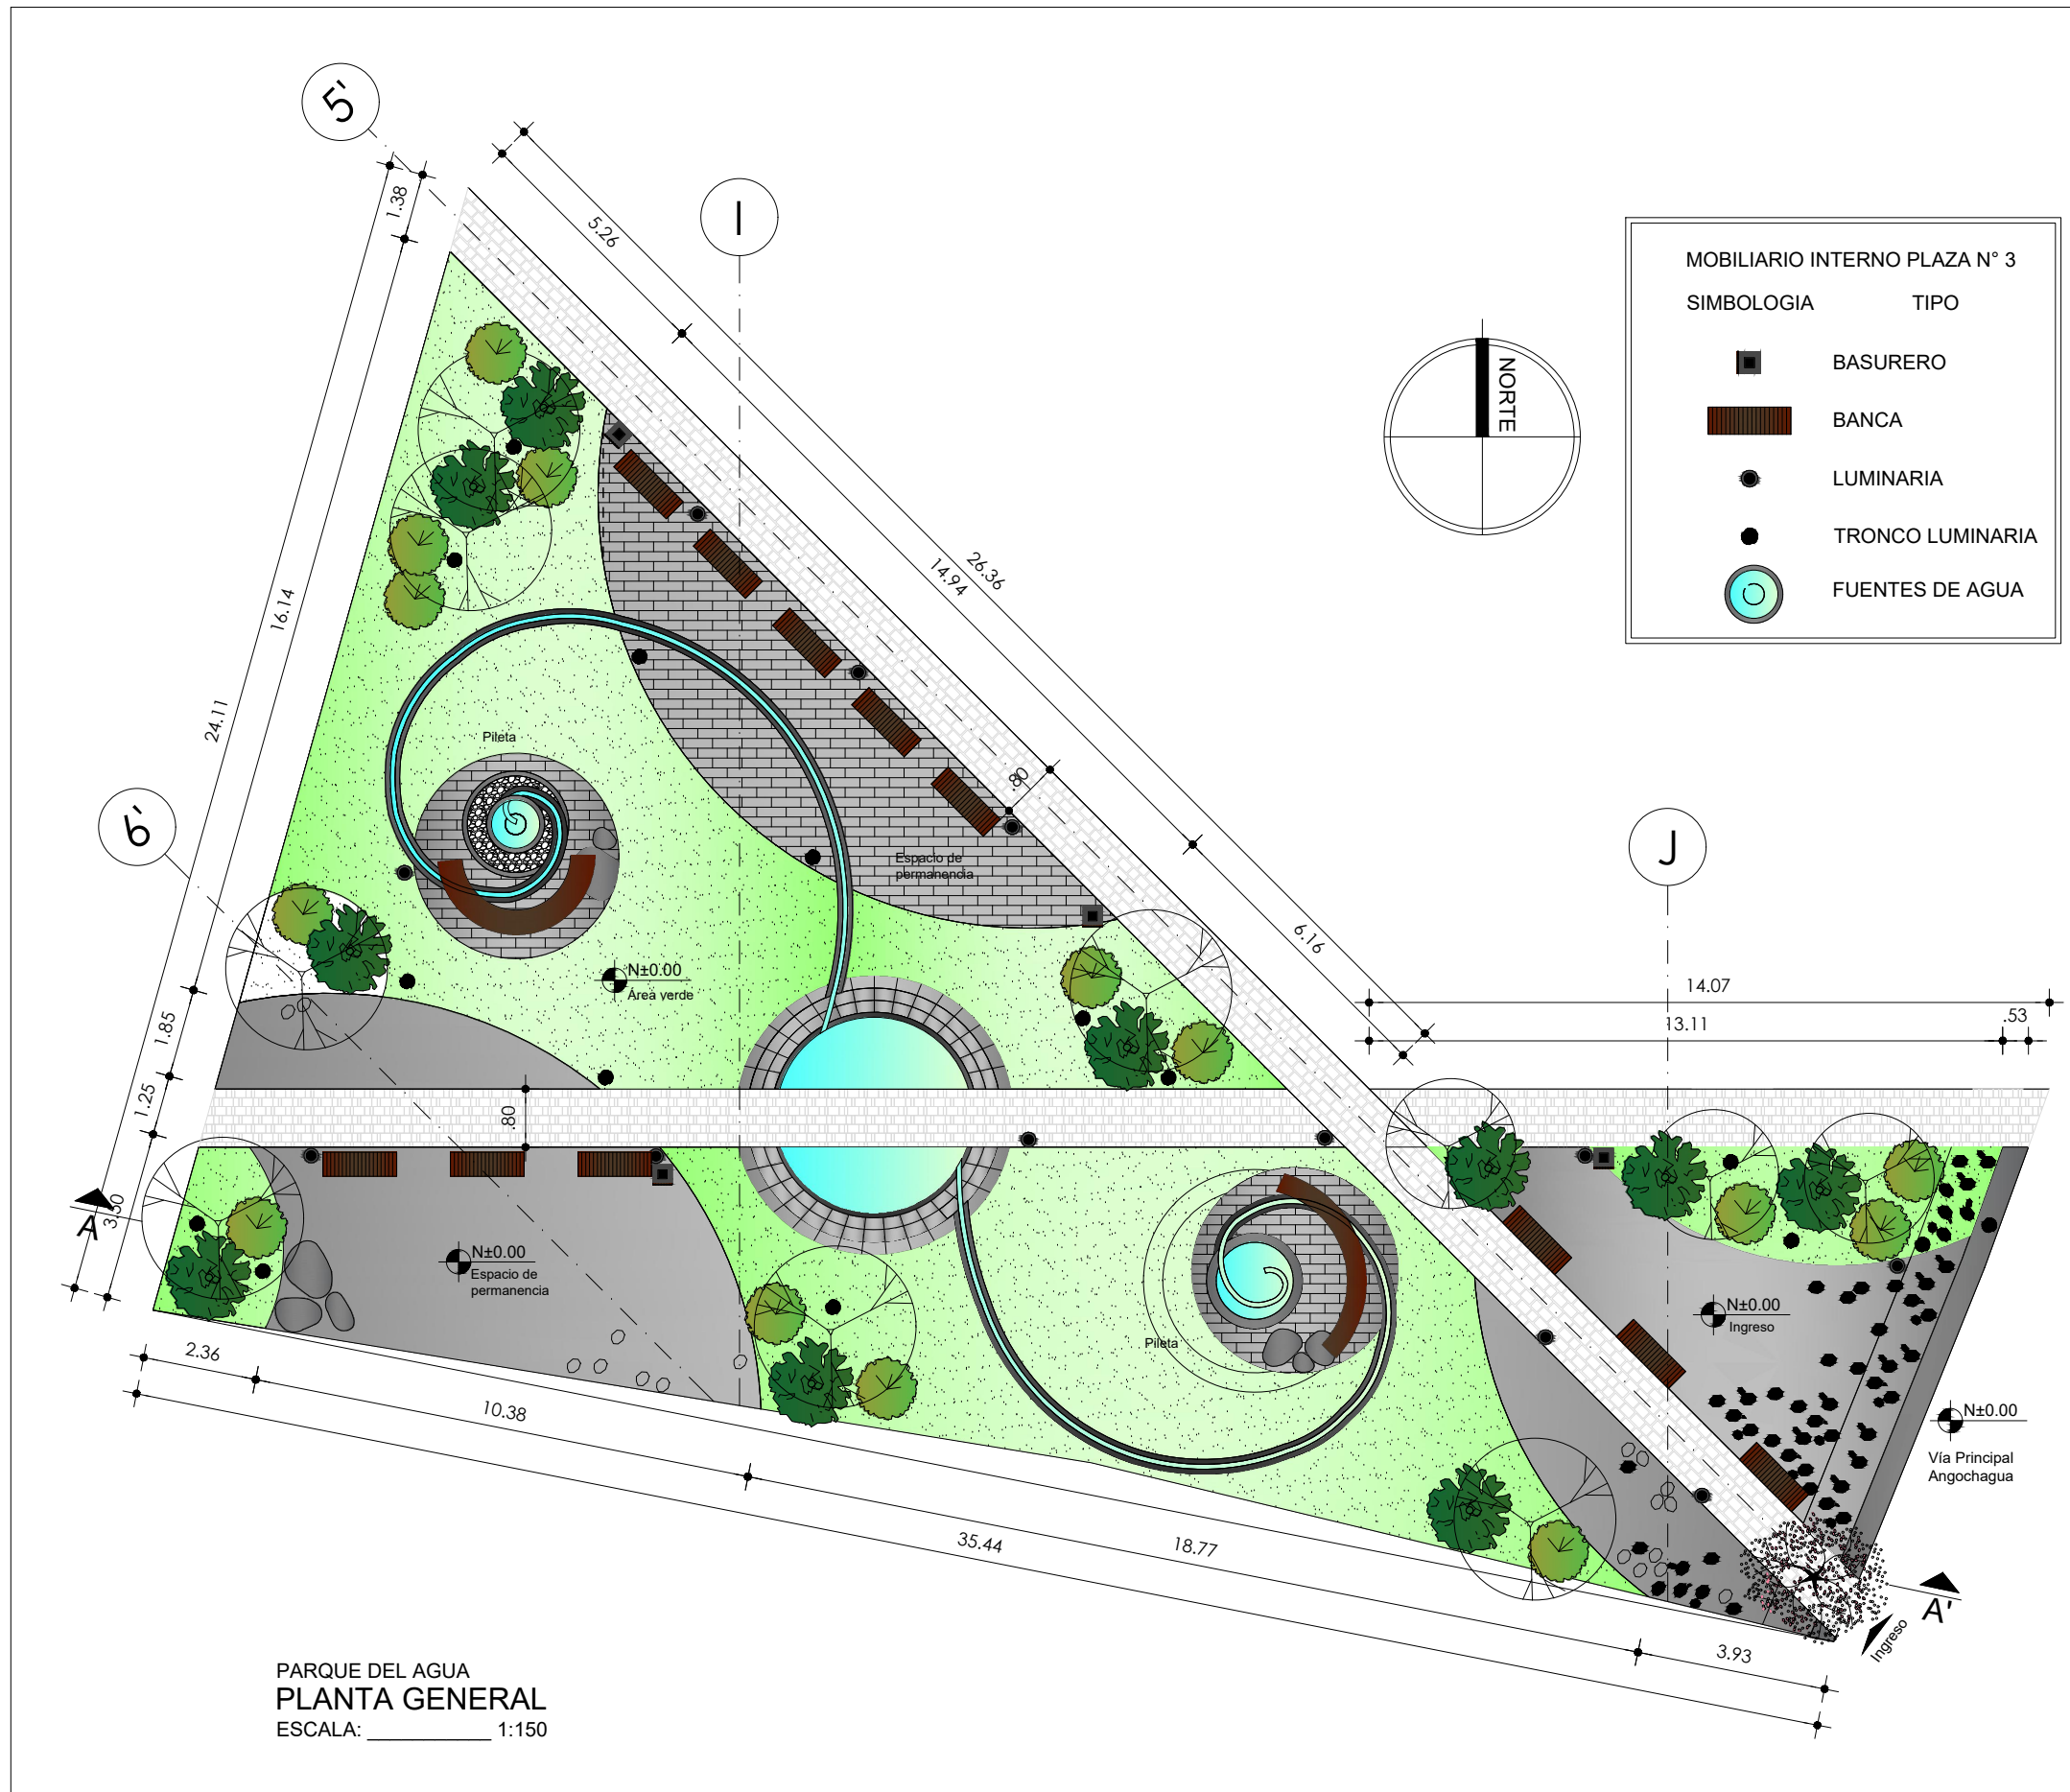 5'
I
1.38
5.26
16.14
24.11
14.94
26.36
.80
6.16
NORTE
MOBILIARIO INTERNO PLAZA N° 3
SIMBOLOGIA TIPO
BASURERO
BANCA
LUMINARIA
TRONCO LUMINARIA
FUENTES DE AGUA
6'
J
Pileta
Espacio de
permanencia
N±0.00
Área verde
14.07
13.11
.53
1.85
1.25
3.50
.80
A
N±0.00
Espacio de
permanencia
Pileta
N±0.00
Ingreso
N±0.00
Vía Principal
Angochagua
2.36
10.38
35.44
18.77
3.93
A'
Ingreso
PARQUE DEL AGUA
PLANTA GENERAL
ESCALA: ___________ 1:150